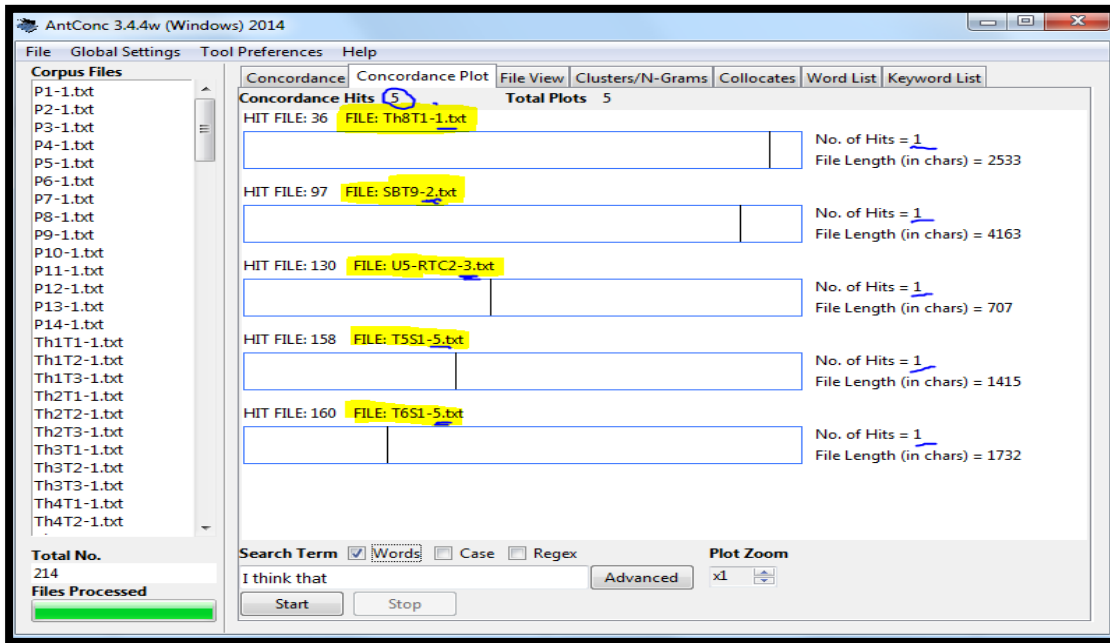 AntConc 3.4.4w (Windows) 2014
File Global Settings Tool Preferences Help
Corpus Files
P1-1.txt
P2-1.txt
P3-1.txt
P4-1.txt
P5-1.txt
P6-1.txt
P7-1.txt
P8-1.txt
P9-1.txt
P10-1.txt
P11-1.txt
P12-1.txt
P13-1.txt
P14-1.txt
Th1T1-1.txt
Th1T2-1.txt
Th1T3-1.txt
Th2T1-1.txt
Th2T2-1.txt
Th2T3-1.txt
Th3T1-1.txt
Th3T2-1.txt
Th3T3-1.txt
Th4T1-1.txt
Th4T2-1.txt
Total No.
214
Files Processed
Concordance Concordance Plot File View Clusters/N-Grams Collocates Word List Keyword List
Concordance Hits 5 Total Plots 5
HIT FILE: 36 FILE: Th8T1-1.txt
No. of Hits = 1
File Length (in chars) = 2533
HIT FILE: 97 FILE: SBT9-2.txt
No. of Hits = 1
File Length (in chars) = 4163
HIT FILE: 130 FILE: U5-RTC2-3.txt
No. of Hits = 1
File Length (in chars) = 707
HIT FILE: 158 FILE: T5S1-5.txt
No. of Hits = 1
File Length (in chars) = 1415
HIT FILE: 160 FILE: T6S1-5.txt
No. of Hits = 1
File Length (in chars) = 1732
Search Term Words Case Regex Plot Zoom
I think that Advanced x1
Start Stop